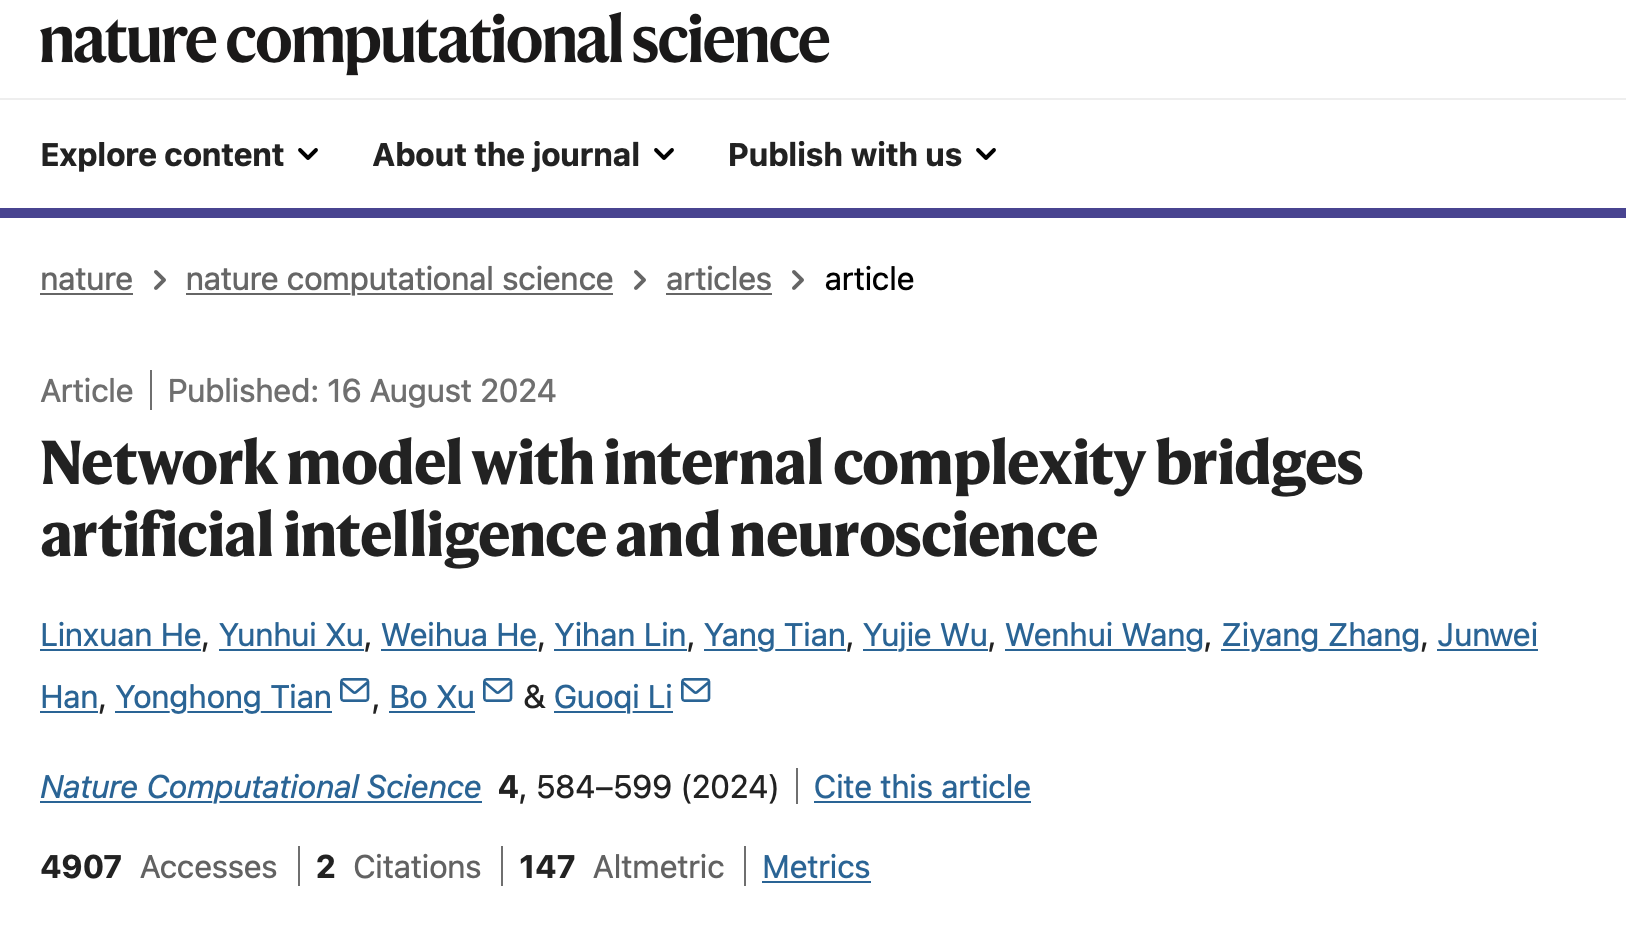 nature computational science
Explore content About the journal Publish with us
nature > nature computational science > articles > article
Article | Published: 16 August 2024
Network model with internal complexity bridges
artificial intelligence and neuroscience
Linxuan He, Yunhui Xu, Weihua He, Yihan Lin, Yang Tian, Yujie Wu, Wenhui Wang, Ziyang Zhang, Junwei
Han, Yonghong Tian, Bo Xu & Guoqi Li
Nature Computational Science 4, 584–599 (2024) | Cite this article
4907 Accesses | 2 Citations | 147 Altmetric | Metrics